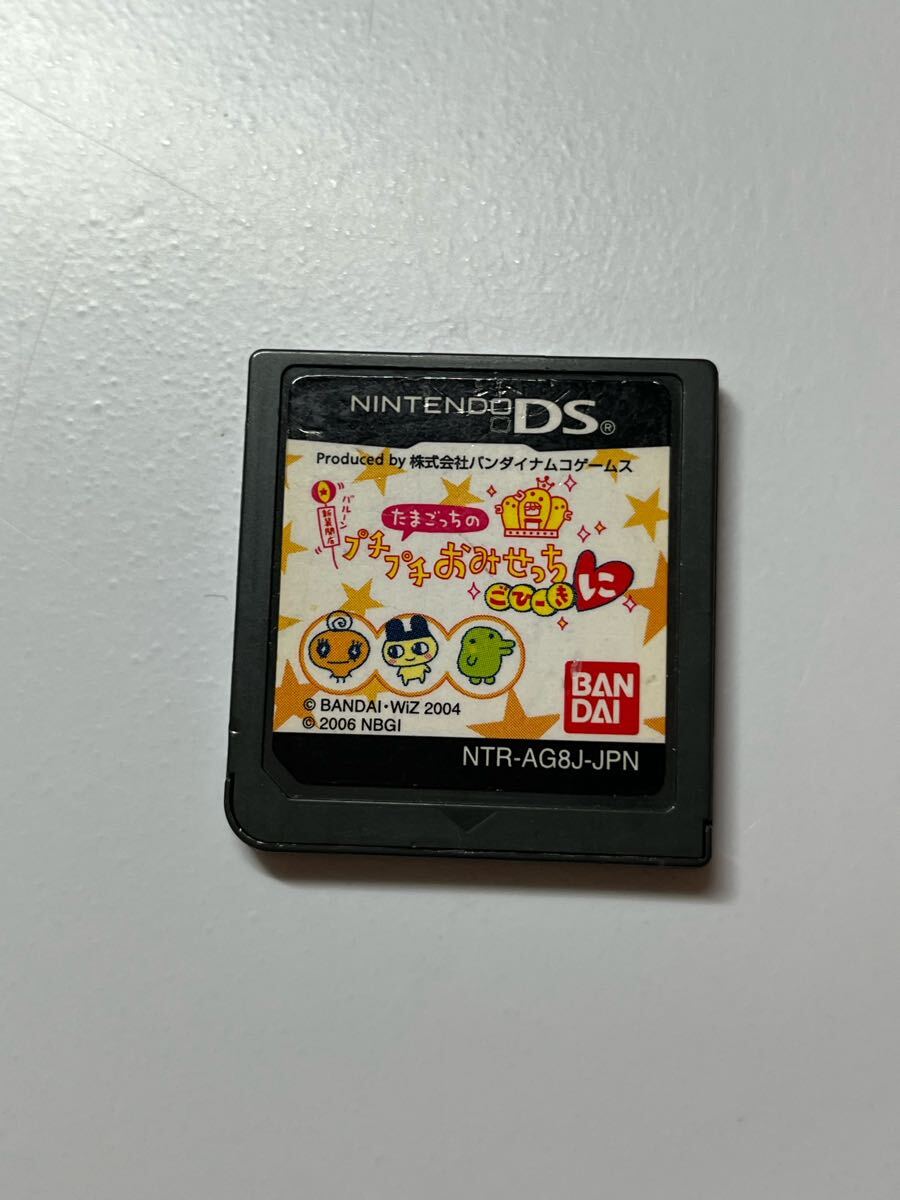 NINTENDO DS®
Produced by 株式会社バンダイナムコゲームス
バルーン
新装開店
たまごっちの
プチプチ おみせっち
ごひーきに
© BANDAI・WiZ 2004
© 2006 NBGI
BAN
DAI
NTR-AG8J-JPN